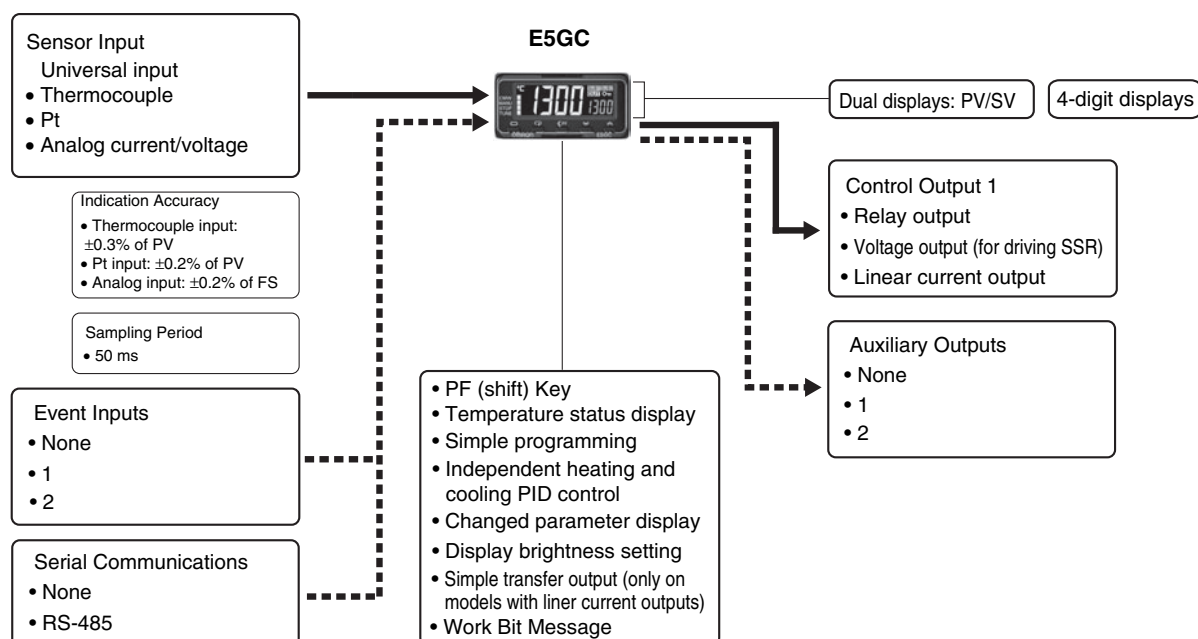 E5GC
Sensor Input
Universal input
• Thermocouple
• Pt
• Analog current/voltage
Indication Accuracy
• Thermocouple input:
±0.3% of PV
• Pt input: ±0.2% of PV
• Analog input: ±0.2% of FS
Sampling Period
• 50 ms
Event Inputs
• None
• 1
• 2
Serial Communications
• None
• RS-485
°C
1300
1300
OMRON
E5GC
• PF (shift) Key
• Temperature status display
• Simple programming
• Independent heating and
cooling PID control
• Changed parameter display
• Display brightness setting
• Simple transfer output (only on
models with liner current outputs)
• Work Bit Message
Dual displays: PV/SV
4-digit displays
Control Output 1
• Relay output
• Voltage output (for driving SSR)
• Linear current output
Auxiliary Outputs
• None
• 1
• 2